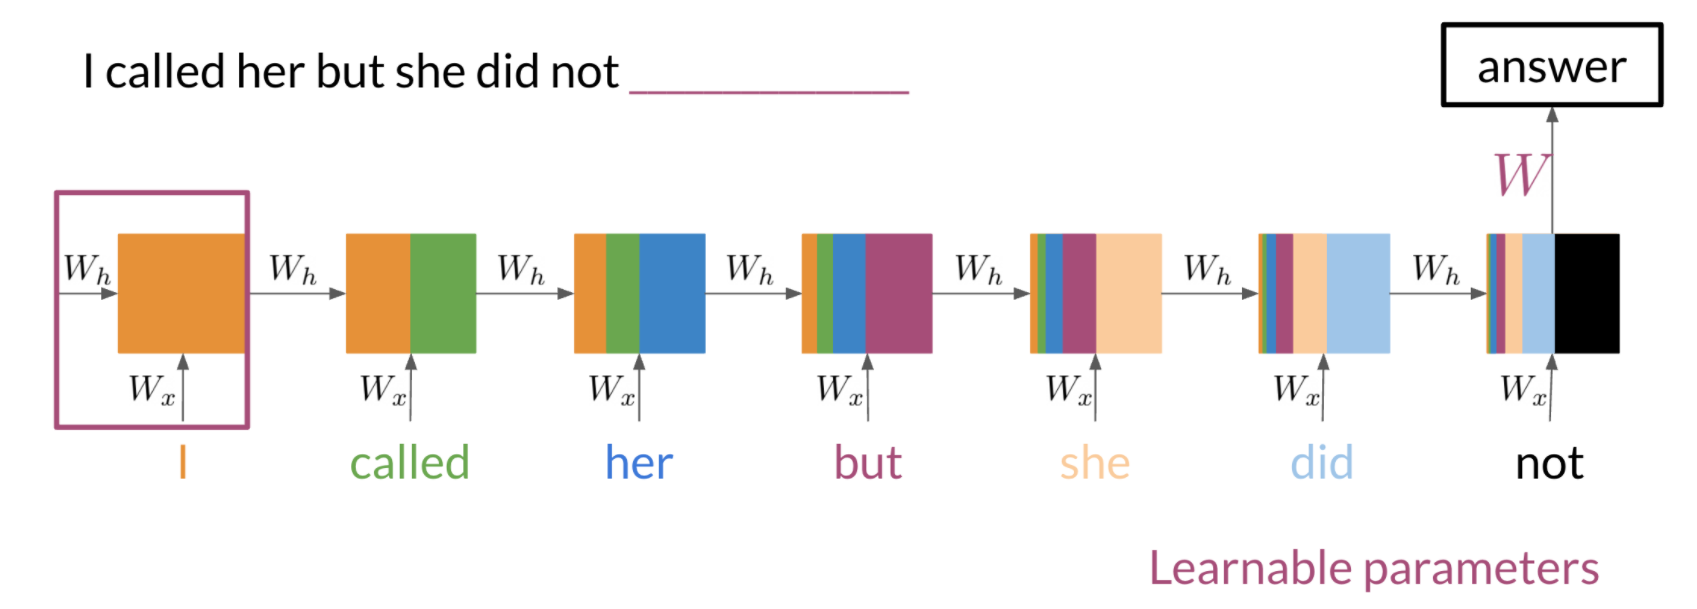 I called her but she did not ______________
answer
W
W_h W_h W_h W_h W_h W_h W_h
W_x W_x W_x W_x W_x W_x W_x
I called her but she did not
Learnable parameters